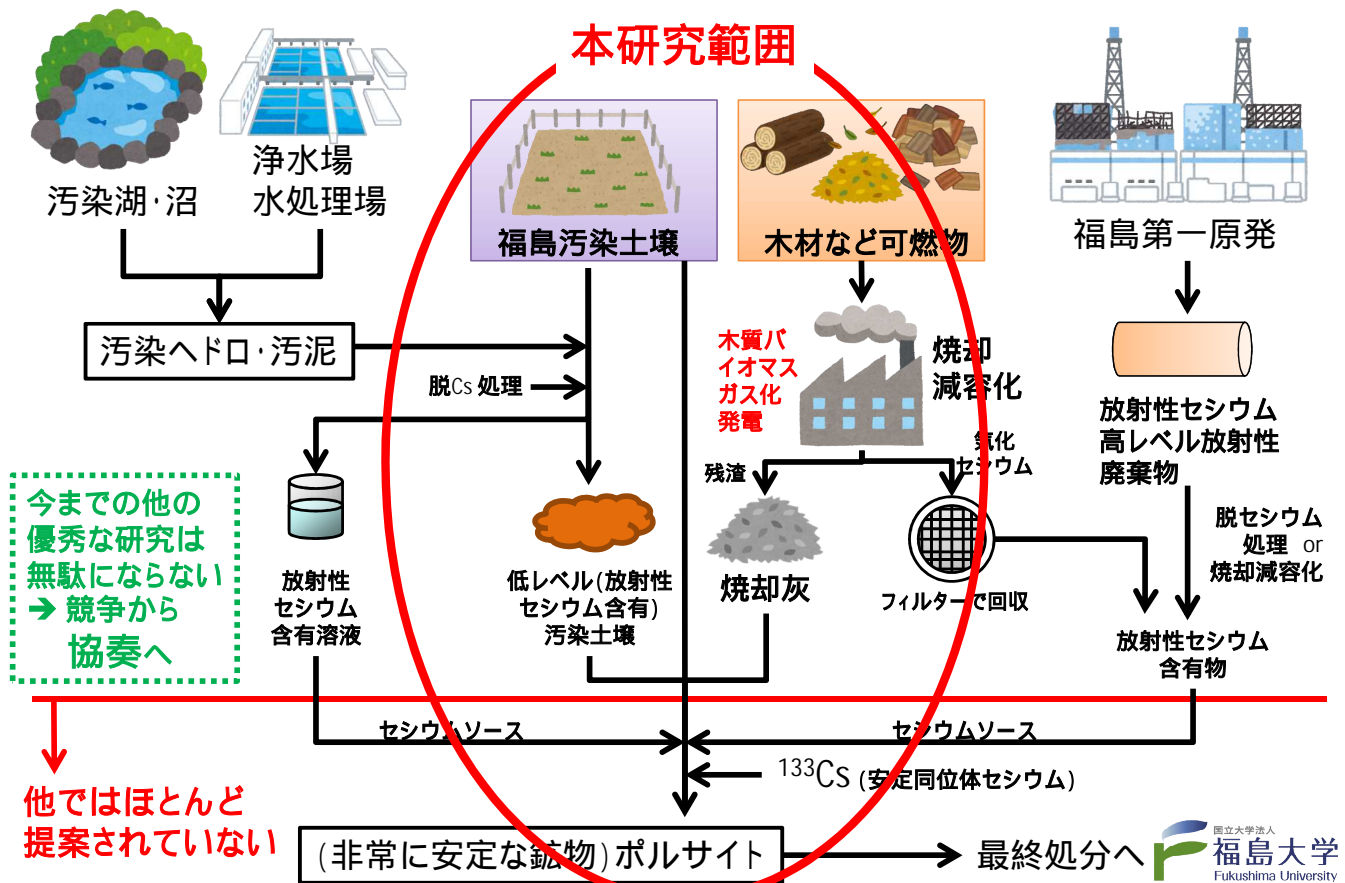 本研究範囲
汚染湖・沼
浄水場
水処理場
福島汚染土壌
木材など可燃物
福島第一原発
汚染ヘドロ・汚泥
脱Cs 処理
木質バ
イオマス
ガス化
発電
焼却
減容化
気化
セシウム
残渣
放射性セシウム
高レベル放射性
廃棄物
今までの他の
優秀な研究は
無駄にならない
➔ 競争から
協奏へ
放射性
セシウム
含有溶液
低レベル(放射性
セシウム含有)
汚染土壌
焼却灰
フィルターで回収
脱セシウム
処理 or
焼却減容化
放射性セシウム
含有物
セシウムソース
セシウムソース
¹³³Cs (安定同位体セシウム)
他ではほとんど
提案されていない
(非常に安定な鉱物)ポルサイト
最終処分へ
国立大学法人
福島大学
Fukushima University